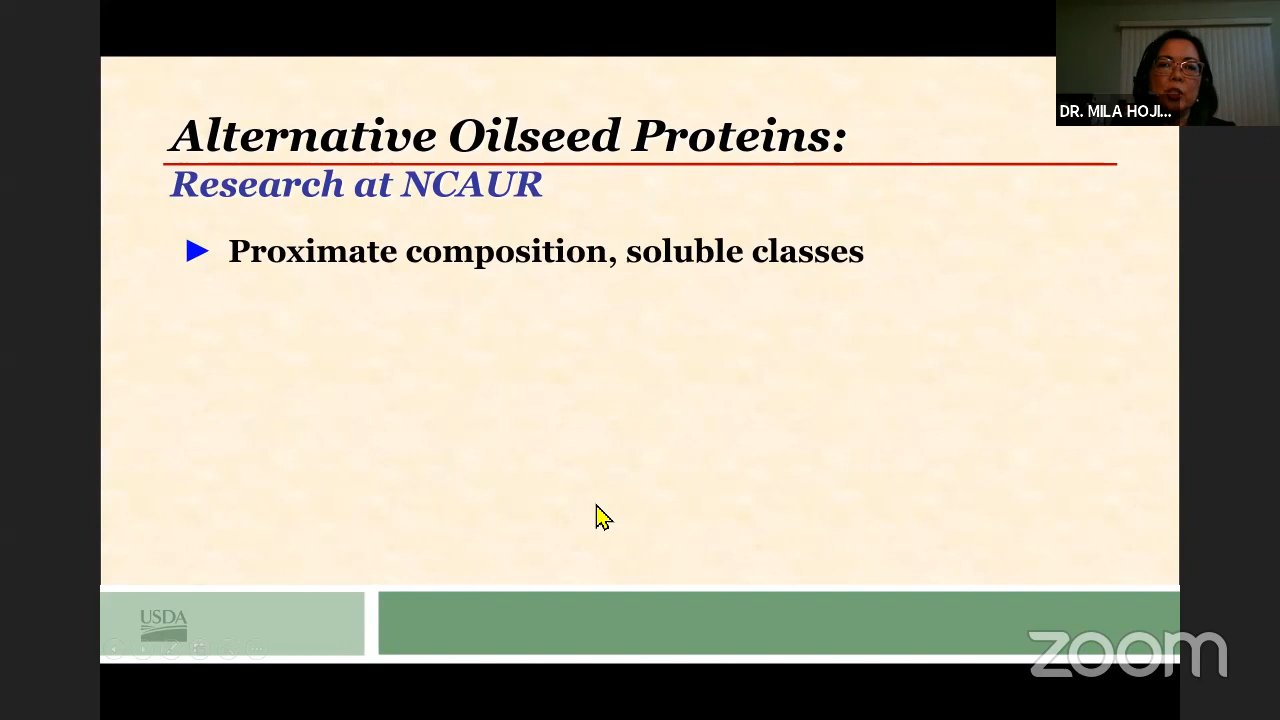 DR. MILA HOJI...
Alternative Oilseed Proteins:
Research at NCAUR
► Proximate composition, soluble classes
USDA
zoom